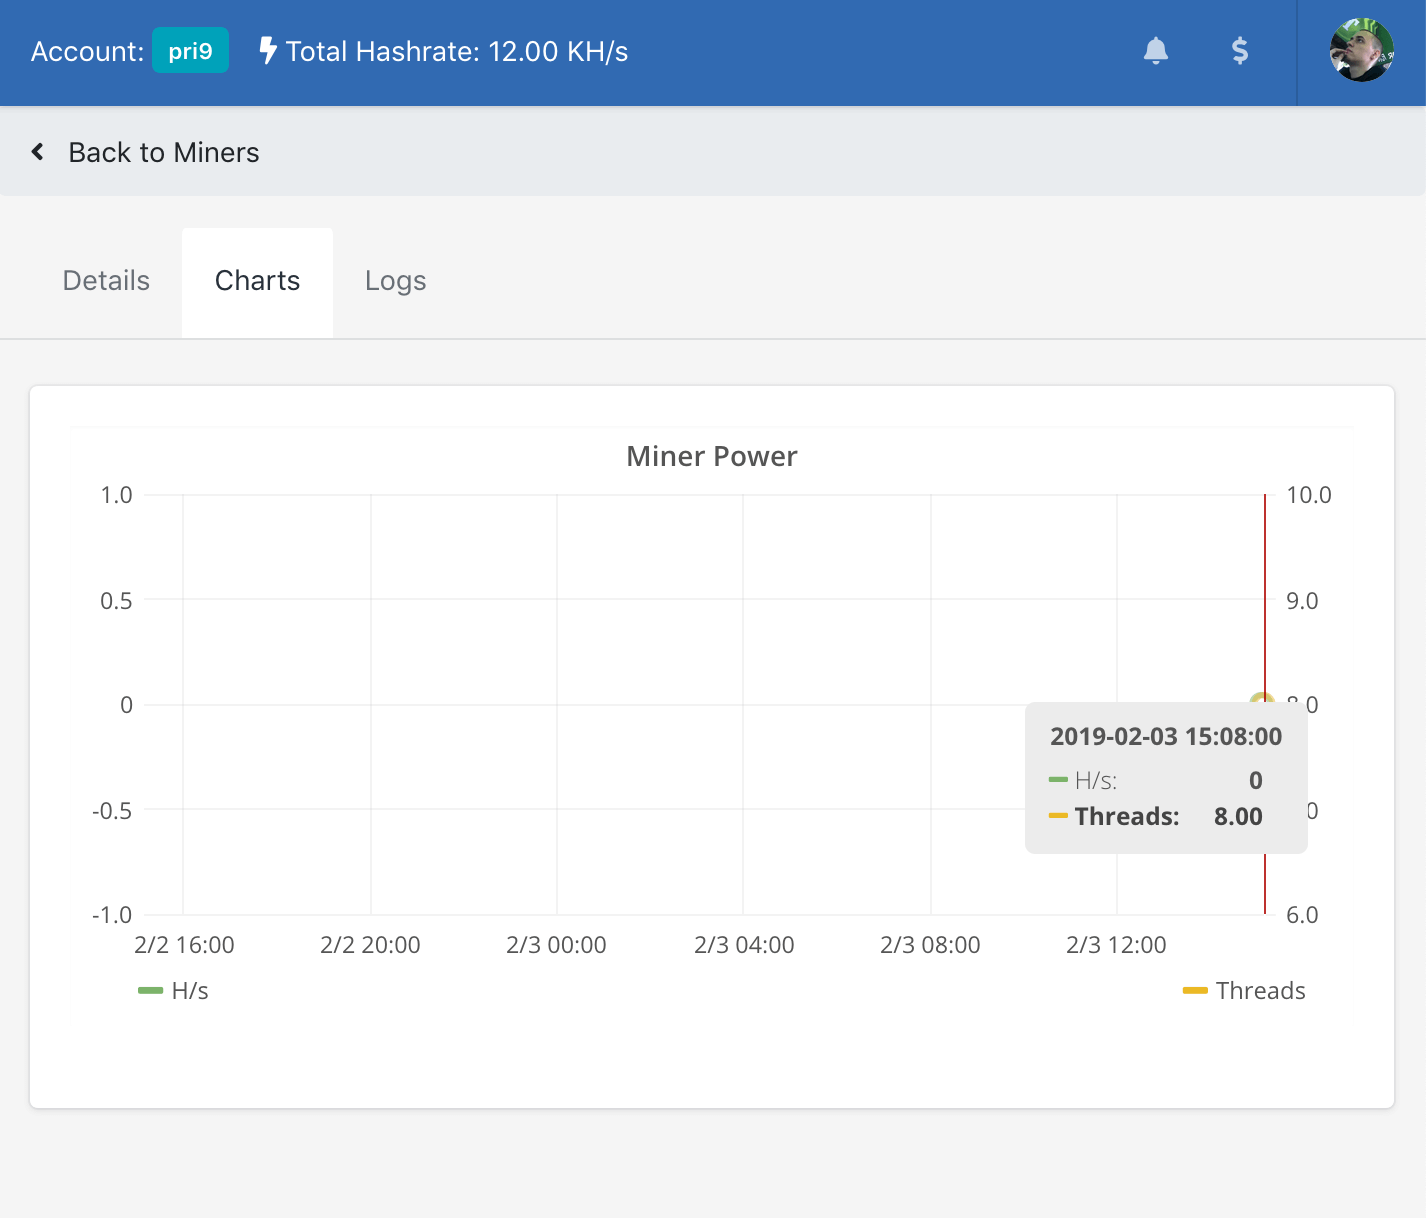 Account: pri9 Total Hashrate: 12.00 KH/s
$
Back to Miners
Details Charts Logs
Miner Power
1.0 10.0
0.5 9.0
0 8.0
2019-02-03 15:08:00
H/s: 0
-0.5 0
Threads: 8.00
-1.0 6.0
2/2 16:00 2/2 20:00 2/3 00:00 2/3 04:00 2/3 08:00 2/3 12:00
H/s Threads